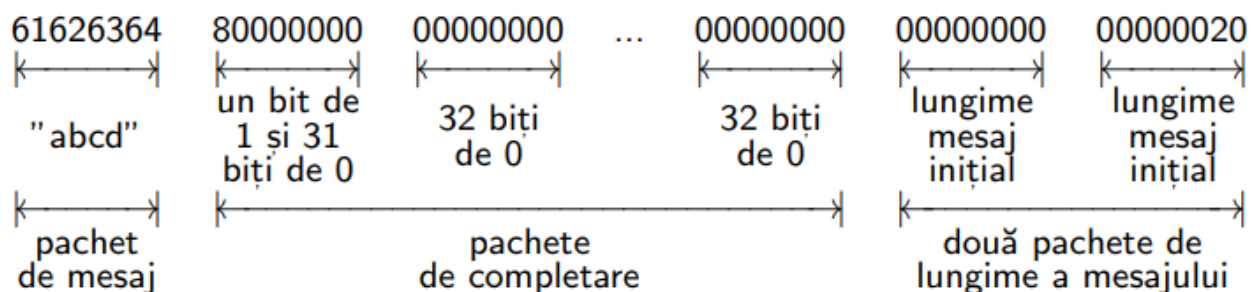 61626364 80000000 00000000 ... 00000000 00000000 00000020
"abcd"
un bit de
1 și 31
biți de 0
32 biți
de 0
32 biți
de 0
lungime
mesaj
inițial
lungime
mesaj
inițial
pachet
de mesaj
pachete
de completare
două pachete de
lungime a mesajului